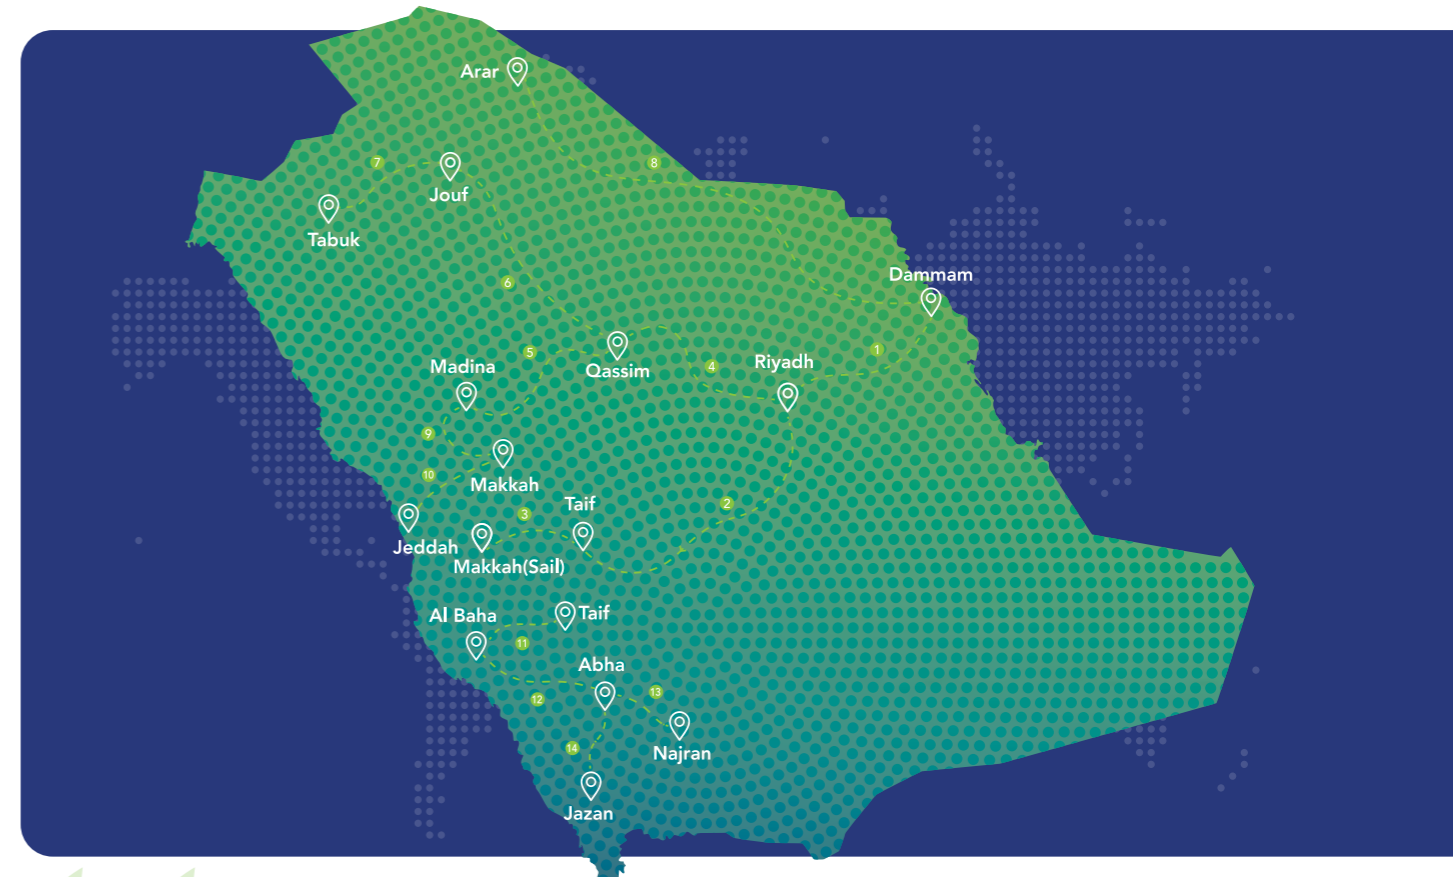 Arar
8
7
Jouf
Tabuk
6
Dammam
5
Qassim
4
1
Riyadh
Madina
9
Makkah
10
Taif
2
3
Jeddah
Makkah(Sail)
Al Baha
Taif
11
Abha
12
13
Najran
14
Jazan